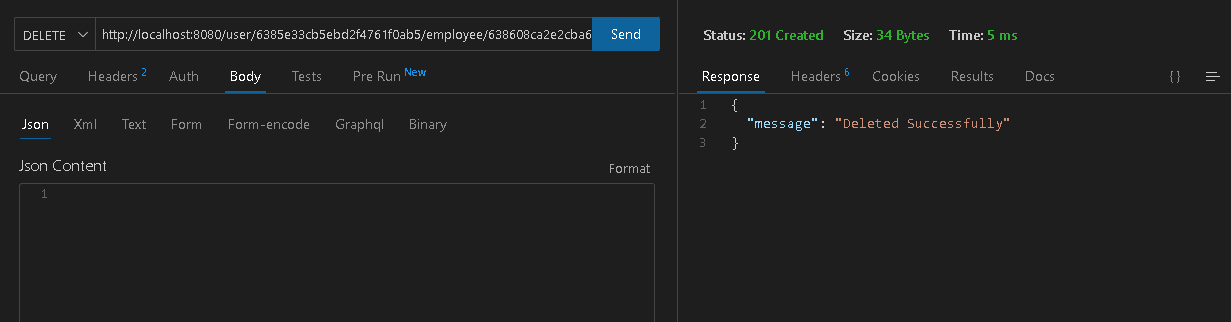 DELETE http://localhost:8080/user/6385e33cb5ebd2f4761f0ab5/employee/638608ca2e2cba6 Send
Query Headers 2 Auth Body Tests Pre Run New
Json Xml Text Form Form-encode Graphql Binary
Json Content Format
1
Status: 201 Created Size: 34 Bytes Time: 5 ms
Response Headers 6 Cookies Results Docs {}
1 {
2 "message": "Deleted Successfully"
3 }